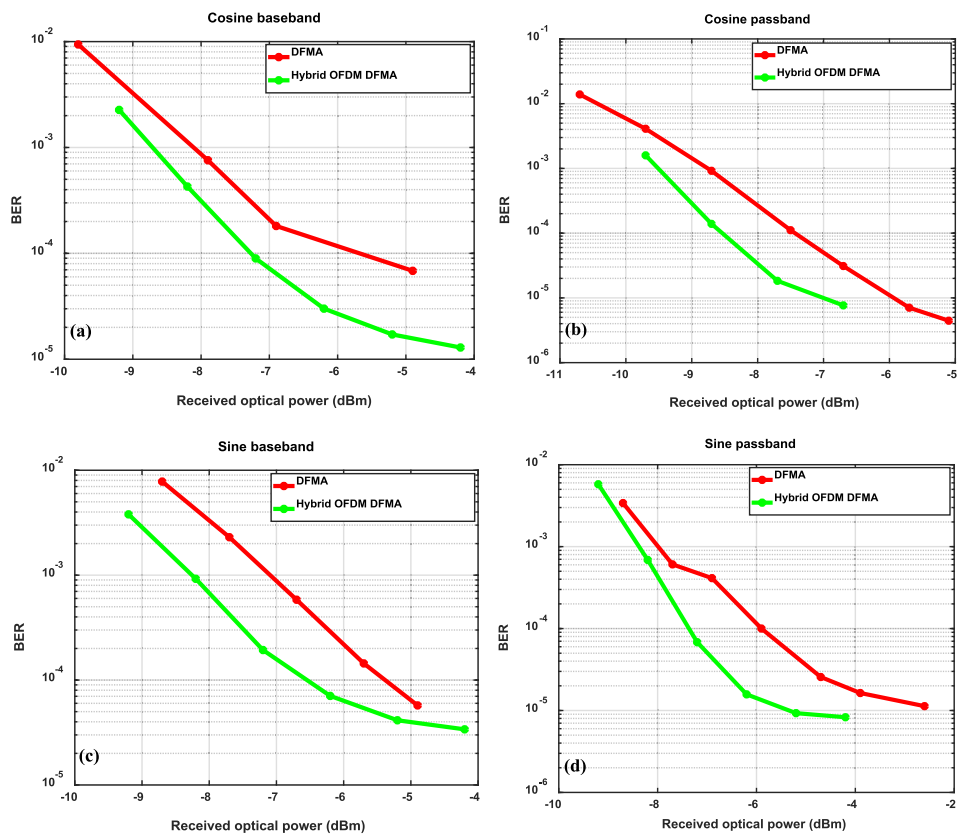 Cosine baseband
10^-2
10^-3
10^-4
10^-5
BER
DFMA
Hybrid OFDM DFMA
(a)
-10 -9 -8 -7 -6 -5 -4
Received optical power (dBm)
Cosine passband
10^-1
10^-2
10^-3
10^-4
10^-5
10^-6
BER
DFMA
Hybrid OFDM DFMA
(b)
-11 -10 -9 -8 -7 -6 -5
Received optical power (dBm)
Sine baseband
10^-2
10^-3
10^-4
10^-5
BER
DFMA
Hybrid OFDM DFMA
(c)
-10 -9 -8 -7 -6 -5 -4
Received optical power (dBm)
Sine passband
10^-2
10^-3
10^-4
10^-5
10^-6
BER
DFMA
Hybrid OFDM DFMA
(d)
-10 -8 -6 -4 -2
Received optical power (dBm)